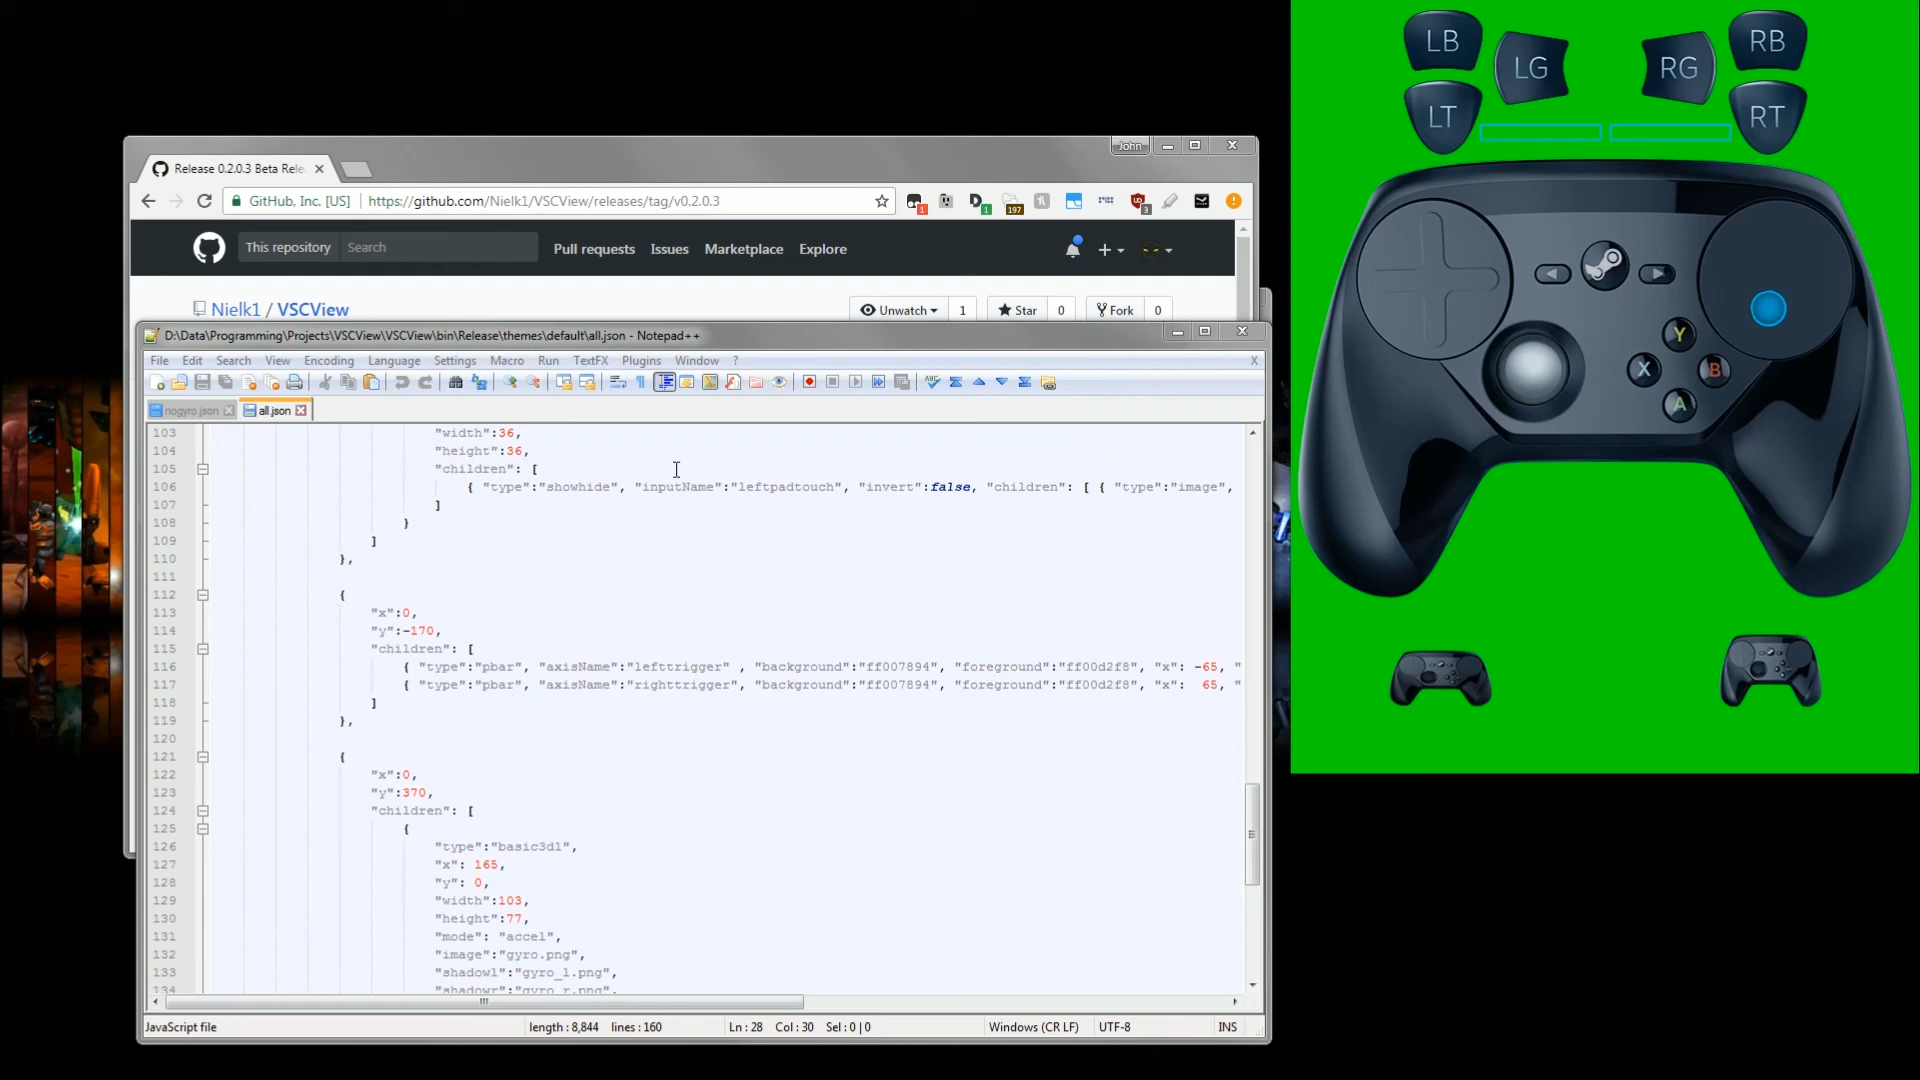 John
Release 0.2.0.3 Beta Rele
GitHub, Inc. [US] https://github.com/Nielk1/VSCView/releases/tag/v0.2.0.3
1 1 197 3
This repository Search Pull requests Issues Marketplace Explore
Nielk1 / VSCView Unwatch 1 Star 0 Fork 0
D:\Data\Programming\Projects\VSCView\VSCView\bin\Release\themes\default\all.json - Notepad++
File Edit Search View Encoding Language Settings Macro Run TextFX Plugins Window ? X
nogyro.json all.json
103 "width":36,
104 "height":36,
105 "children": [
106 { "type":"showhide", "inputName":"leftpadtouch", "invert":false, "children": [ { "type":"image",
107 ]
108 }
109 ]
110 },
111
112 {
113 "x":0,
114 "y":-170,
115 "children": [
116 { "type":"pbar", "axisName":"lefttrigger" , "background":"ff007894", "foreground":"ff00d2f8", "x": -65, "
117 { "type":"pbar", "axisName":"righttrigger", "background":"ff007894", "foreground":"ff00d2f8", "x": 65, "
118 ]
119 },
120
121 {
122 "x":0,
123 "y":370,
124 "children": [
125 {
126 "type":"basic3d1",
127 "x": 165,
128 "y": 0,
129 "width":103,
130 "height":77,
131 "mode": "accel",
132 "image":"gyro.png",
133 "shadowl":"gyro_l.png",
134 "shadowr":"gyro_r.png",
JavaScript file length : 8,844 lines : 160 Ln : 28 Col : 30 Sel : 0 | 0 Windows (CR LF) UTF-8 INS
LB RB
LG RG
LT RT
Y
X B
A